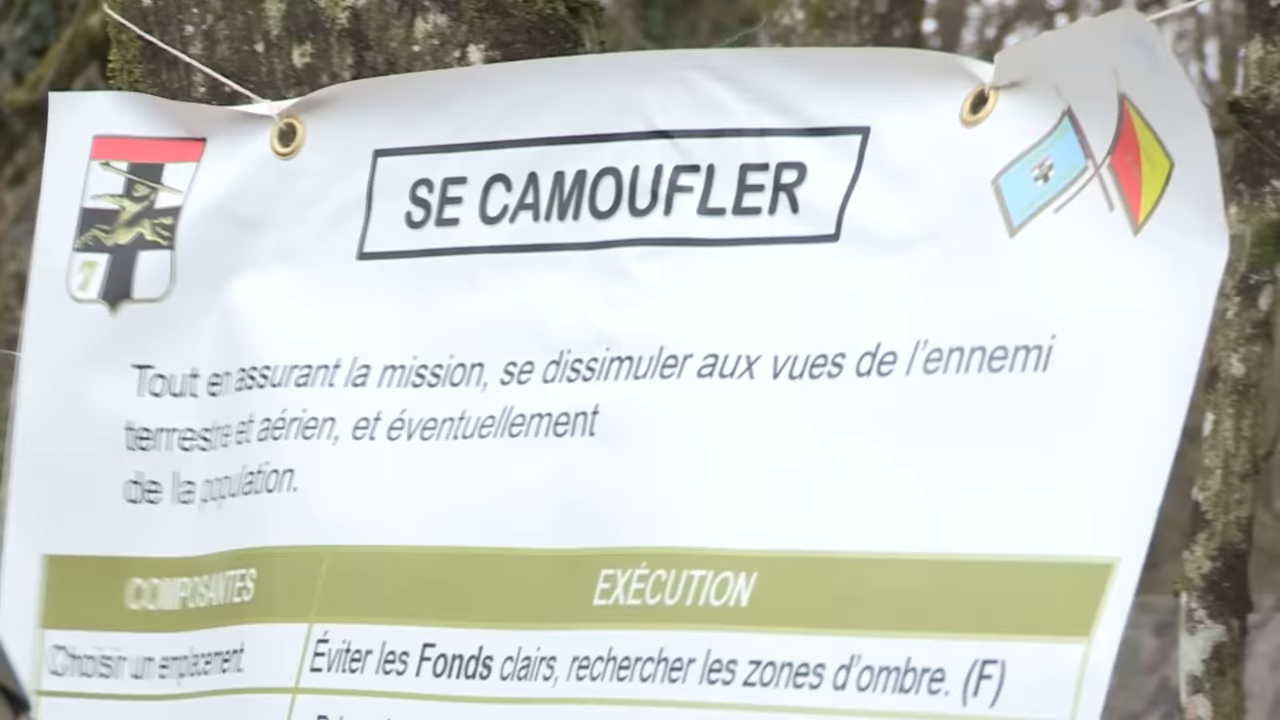 7
SE CAMOUFLER
Tout en assurant la mission, se dissimuler aux vues de l'ennemi
terrestre et aérien, et éventuellement
de la population.
COMPOSANTES
EXÉCUTION
Choisir un emplacement
Éviter les Fonds clairs, rechercher les zones d'ombre. (F)